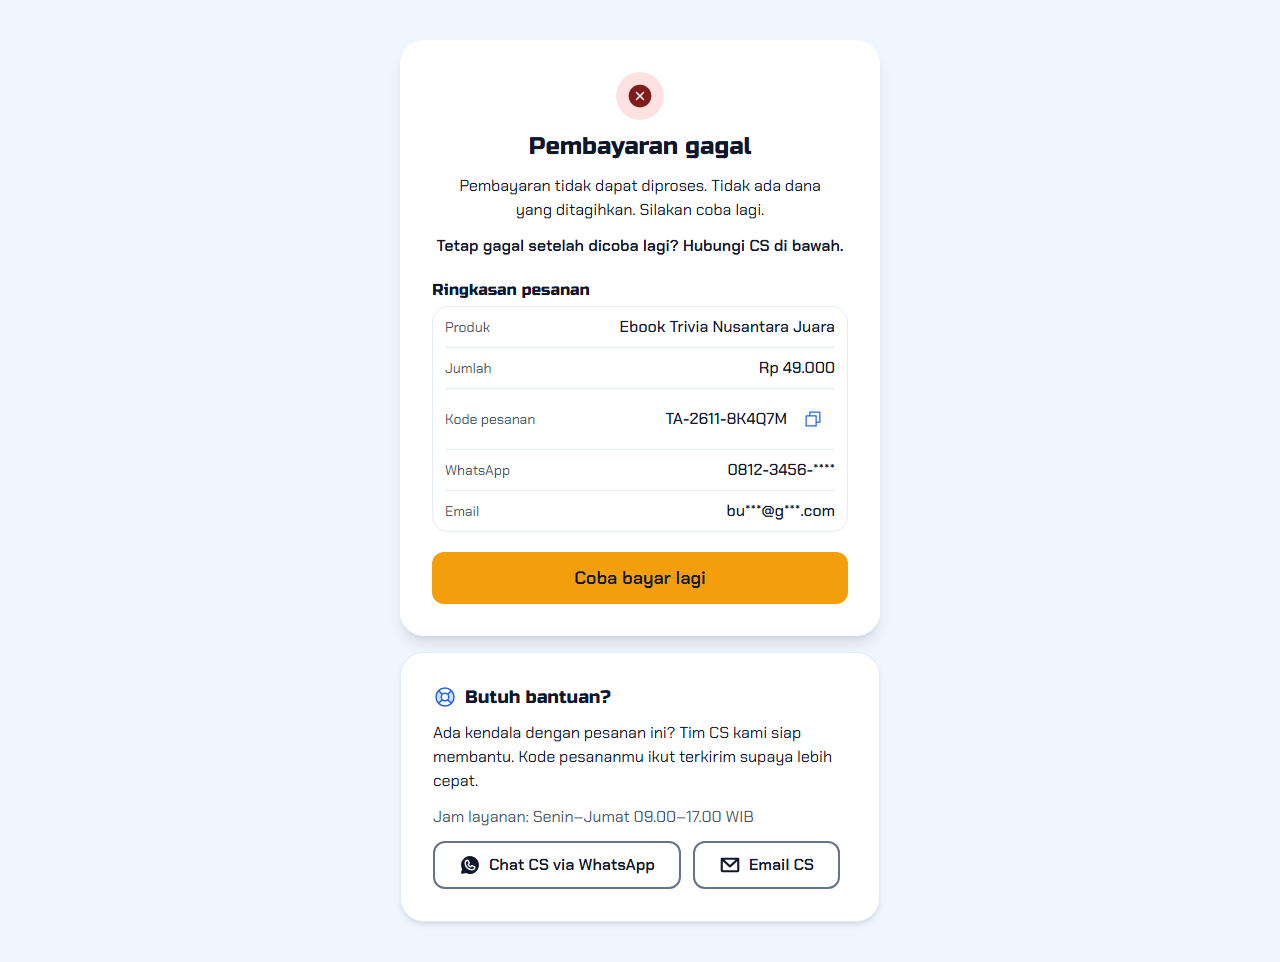 Pembayaran gagal
Pembayaran tidak dapat diproses. Tidak ada dana
yang ditagihkan. Silakan coba lagi.
Tetap gagal setelah dicoba lagi? Hubungi CS di bawah.
Ringkasan pesanan
Produk Ebook Trivia Nusantara Juara
Jumlah Rp 49.000
Kode pesanan TA-2611-8K4Q7M
WhatsApp 0812-3456-****
Email bu***@g***.com
Coba bayar lagi
Butuh bantuan?
Ada kendala dengan pesanan ini? Tim CS kami siap
membantu. Kode pesananmu ikut terkirim supaya lebih
cepat.
Jam layanan: Senin–Jumat 09.00–17.00 WIB
Chat CS via WhatsApp Email CS